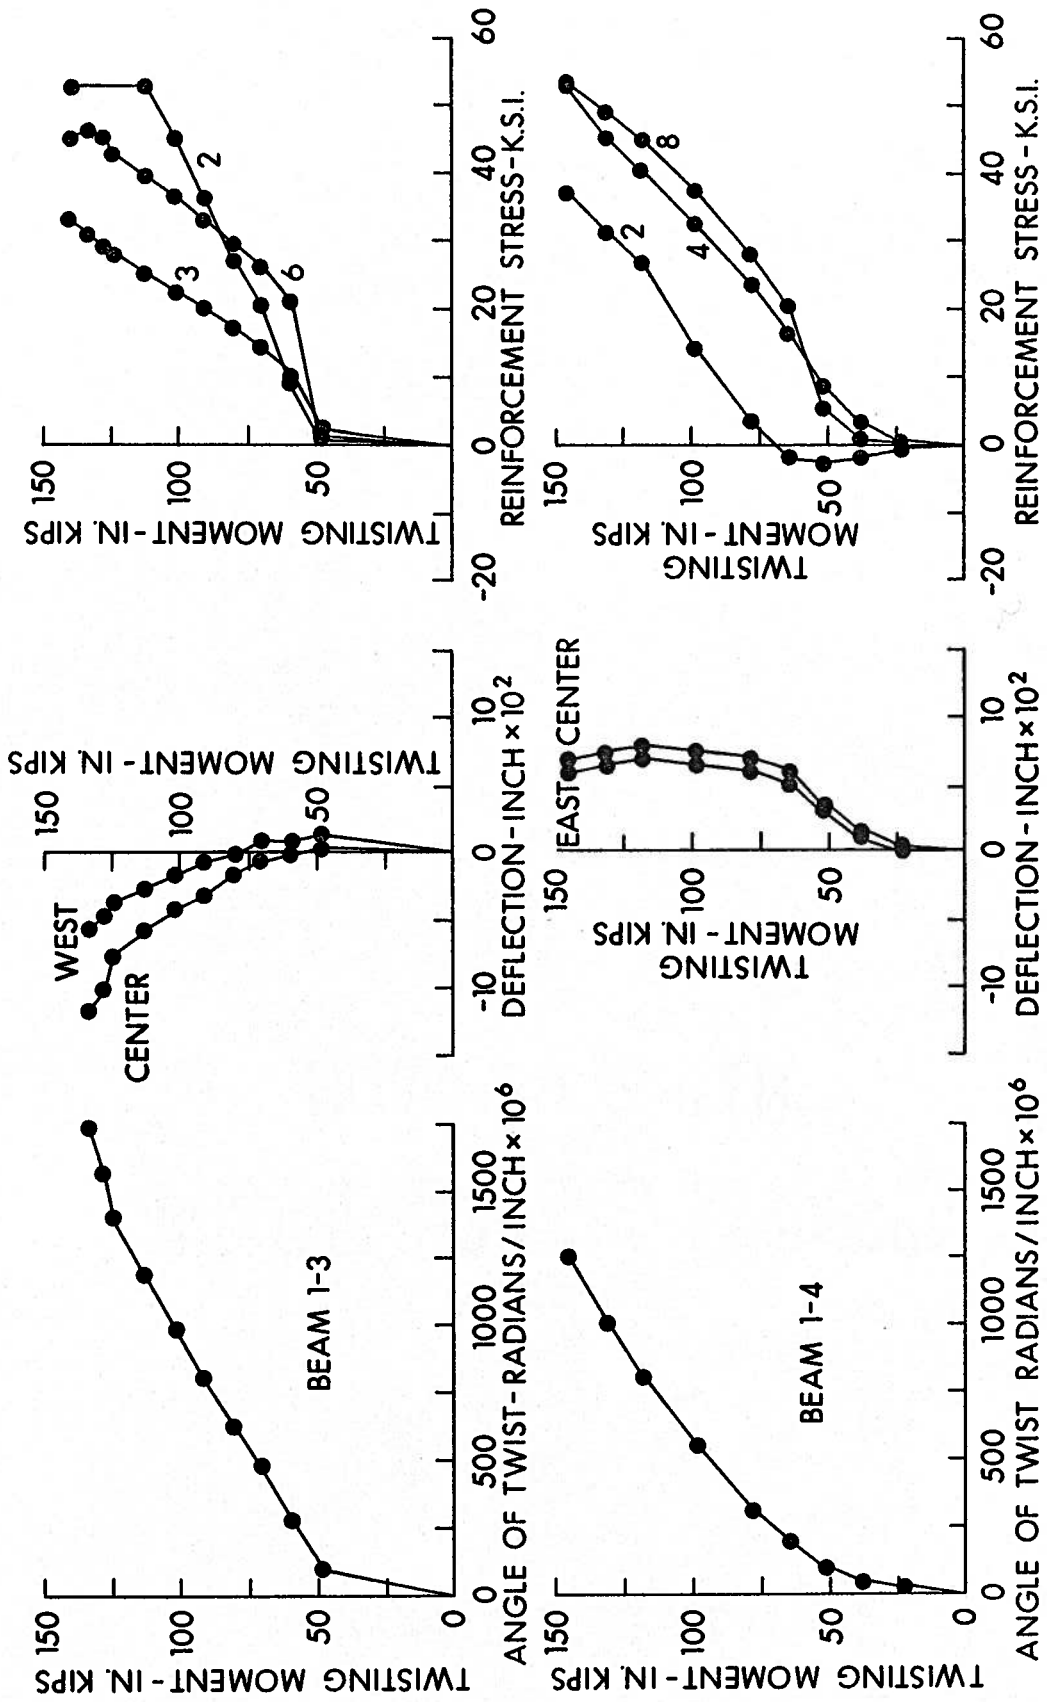 TWISTING MOMENT-IN. KIPS
150
100
50
0
0
500
1000
1500
ANGLE OF TWIST-RADIANS/INCH×10⁶
BEAM 1-3
TWISTING MOMENT-IN. KIPS
150
100
50
WEST
CENTER
-10
0
10
DEFLECTION-INCH×10²
TWISTING MOMENT-IN. KIPS
150
100
50
3
6
2
-20
0
20
40
60
REINFORCEMENT STRESS-K.S.I.
TWISTING MOMENT-IN. KIPS
150
100
50
0
0
500
1000
1500
ANGLE OF TWIST RADIANS/INCH×10⁶
BEAM 1-4
TWISTING
MOMENT-IN. KIPS
150
100
50
EAST CENTER
-10
0
10
DEFLECTION-INCH×10²
TWISTING
MOMENT-IN. KIPS
150
100
50
2
4
8
-20
0
20
40
60
REINFORCEMENT STRESS-K.S.I.